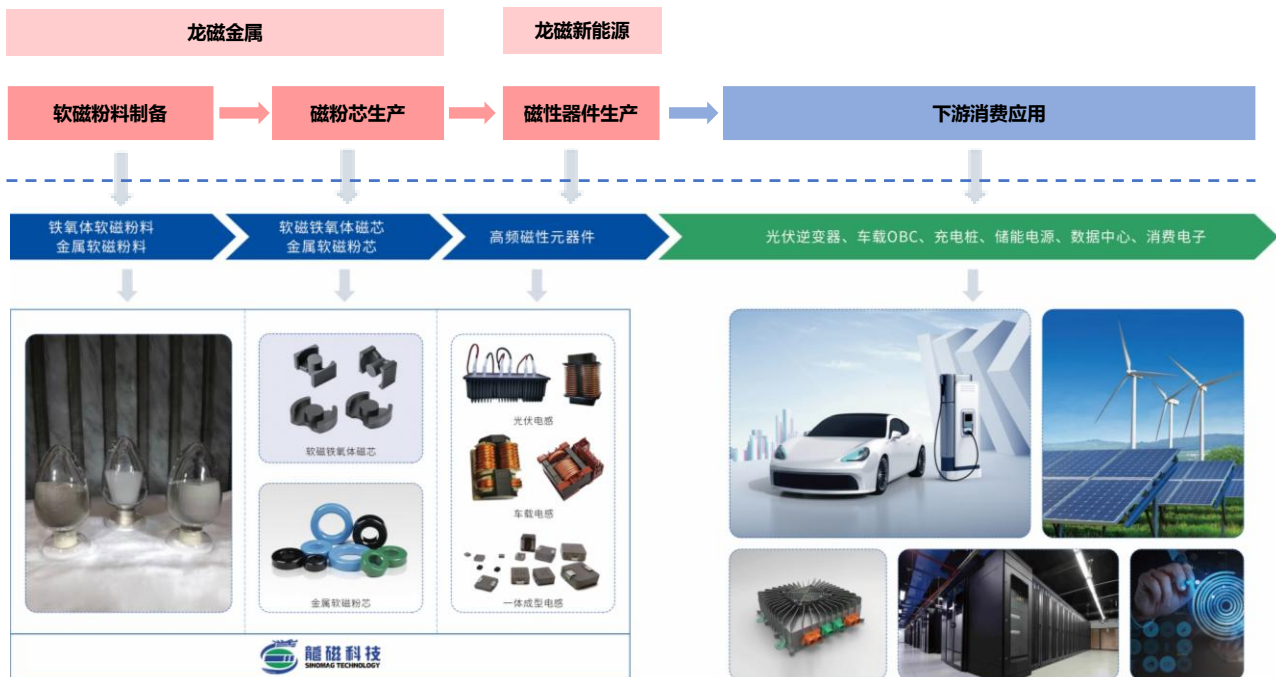 龙磁金属
龙磁新能源
软磁粉料制备
磁粉芯生产
磁性器件生产
下游消费应用
铁氧体软磁粉料
金属软磁粉料
软磁铁氧体磁芯
金属软磁粉芯
高频磁性元器件
光伏逆变器、车载OBC、充电桩、储能电源、数据中心、消费电子
软磁铁氧体磁芯
金属软磁粉芯
光伏电感
车载电感
一体成型电感
龍磁科技
SINOMAG TECHNOLOGY